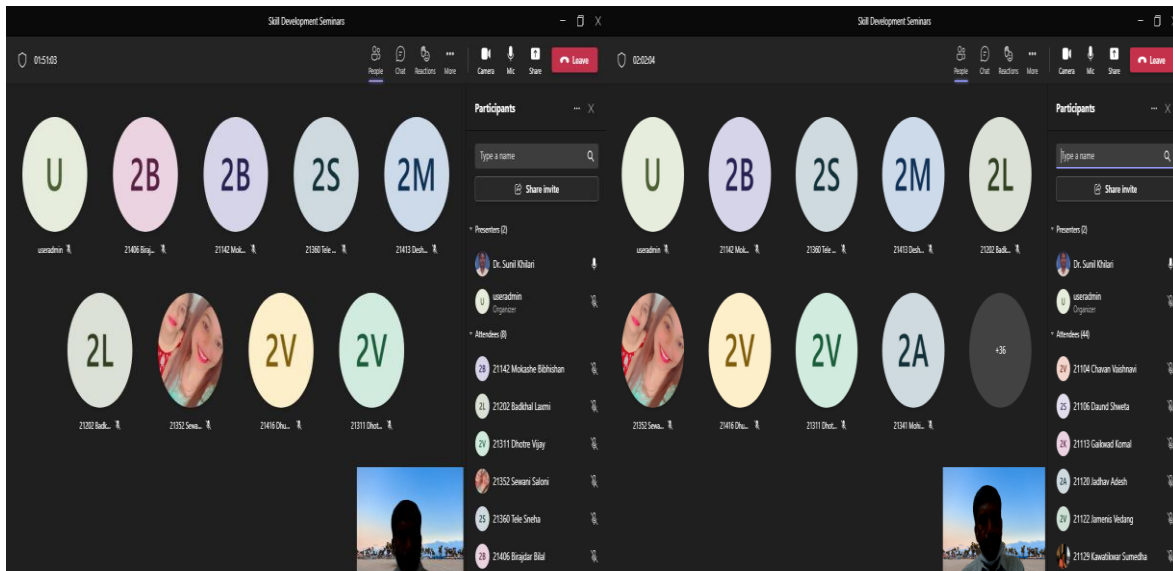 Skill Development Seminars
01:51:03
People Chat Reactions More Camera Mic Share Leave
U 2B 2B 2S 2M
useradmin 21406 Biraj... 21142 Mok... 21360 Tele ... 21413 Desh...
2L 2V 2V
21202 Badk... 21352 Sewa... 21416 Dhu... 21311 Dhot...
Participants
Type a name
Share invite
Presenters (2)
Dr. Sunil Khilari
U useradmin
Organizer
Attendees (8)
2B 21142 Mokashe Bibhishan
2L 21202 Badkhal Laxmi
2V 21311 Dhotre Vijay
21352 Sewani Saloni
2S 21360 Tele Sneha
2B 21406 Birajdar Bilal
Skill Development Seminars
02:02:04
People Chat Reactions More Camera Mic Share Leave
U 2B 2S 2M 2L
useradmin 21142 Mok... 21360 Tele ... 21413 Desh... 21202 Badk...
2V 2V 2A +36
21352 Sewa... 21416 Dhu... 21311 Dhot... 21341 Mohi...
Participants
Type a name
Share invite
Presenters (2)
Dr. Sunil Khilari
U useradmin
Organizer
Attendees (44)
2V 21104 Chavan Vaishnavi
2S 21106 Daund Shweta
2K 21113 Gaikwad Komal
2A 21120 Jadhav Adesh
2V 21122 Jamenis Vedang
21129 Kawatikwar Sumedha